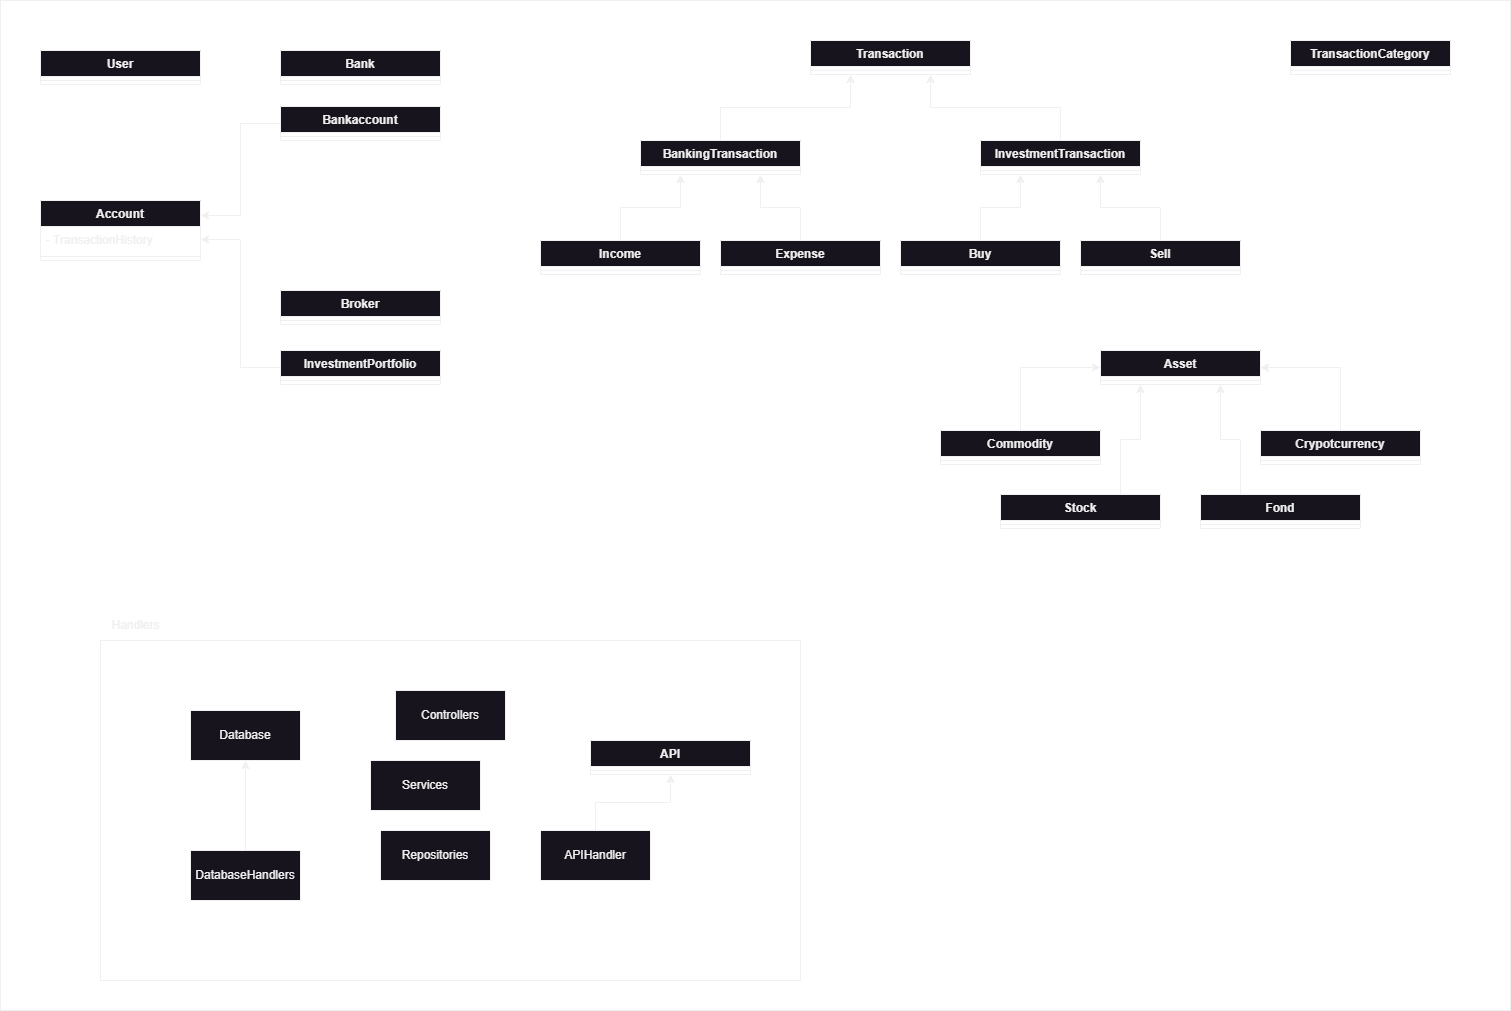 User
Bank
Transaction
TransactionCategory
Bankaccount
BankingTransaction
InvestmentTransaction
Account
- TransactionHistory
Income
Expense
Buy
Sell
Broker
InvestmentPortfolio
Asset
Commodity
Crypotcurrency
Stock
Fond
Handlers
Controllers
Database
API
Services
Repositories
APIHandler
DatabaseHandlers